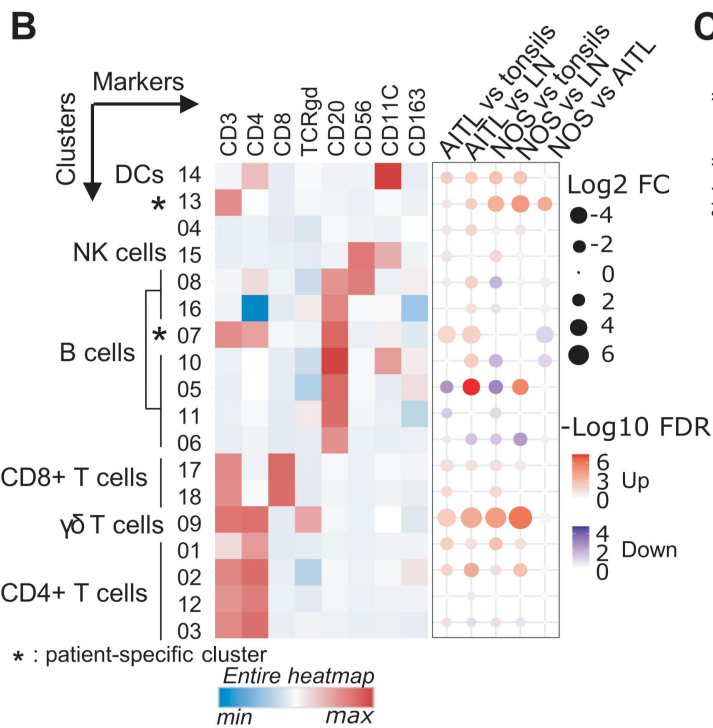 B
C
Markers
Clusters
CD3
CD4
CD8
TCRgd
CD20
CD56
CD11C
CD163
AITL vs tonsils
AITL vs LN
NOS vs tonsils
NOS vs LN
NOS vs AITL
DCs 14
* 13
04
NK cells 15
08
16
* 07
B cells
10
05
11
06
CD8+ T cells
17
18
γδ T cells 09
01
CD4+ T cells
02
12
03
* : patient-specific cluster
Entire heatmap
min max
Log2 FC
-4
-2
0
2
4
6
-Log10 FDR
6
3
0
Up
4
2
0
Down